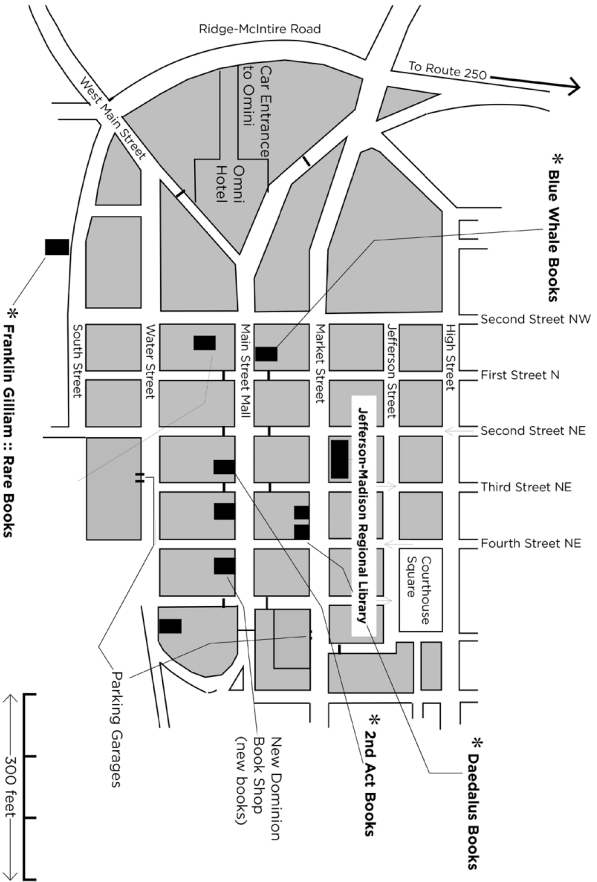 Ridge-McIntire Road
To Route 250
West Main Street
Car Entrance
to Omini
Omni
Hotel
* Blue Whale Books
Second Street NW
First Street N
Second Street NE
Third Street NE
Fourth Street NE
South Street
Water Street
Main Street Mall
Market Street
Jefferson Street
High Street
* Franklin Gilliam :: Rare Books
Jefferson-Madison Regional Library
Courthouse
Square
Parking Garages
New Dominion
Book Shop
(new books)
* 2nd Act Books
* Daedalus Books
300 feet